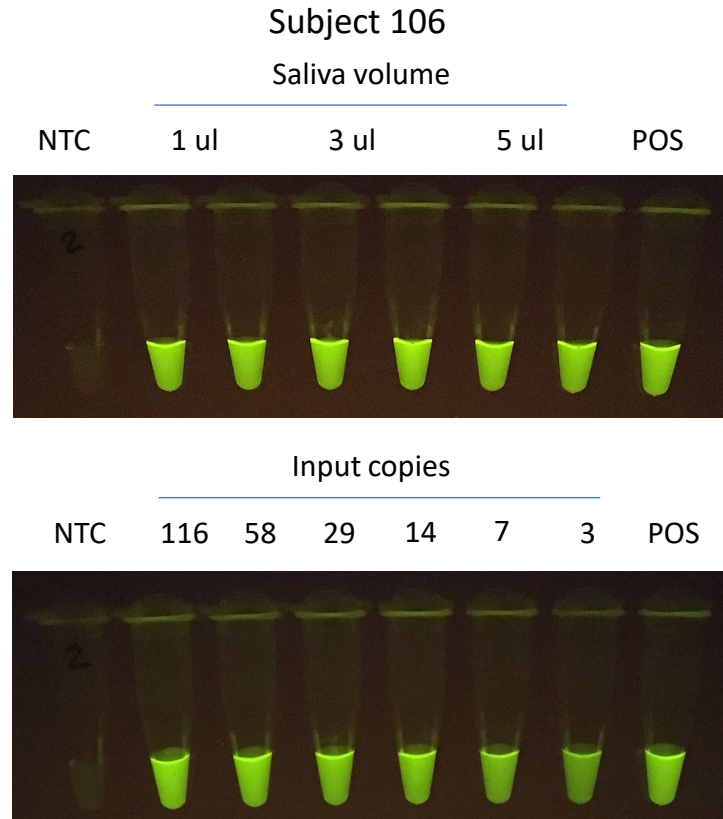 Subject 106
Saliva volume
NTC 1 ul 3 ul 5 ul POS
2
Input copies
NTC 116 58 29 14 7 3 POS
2